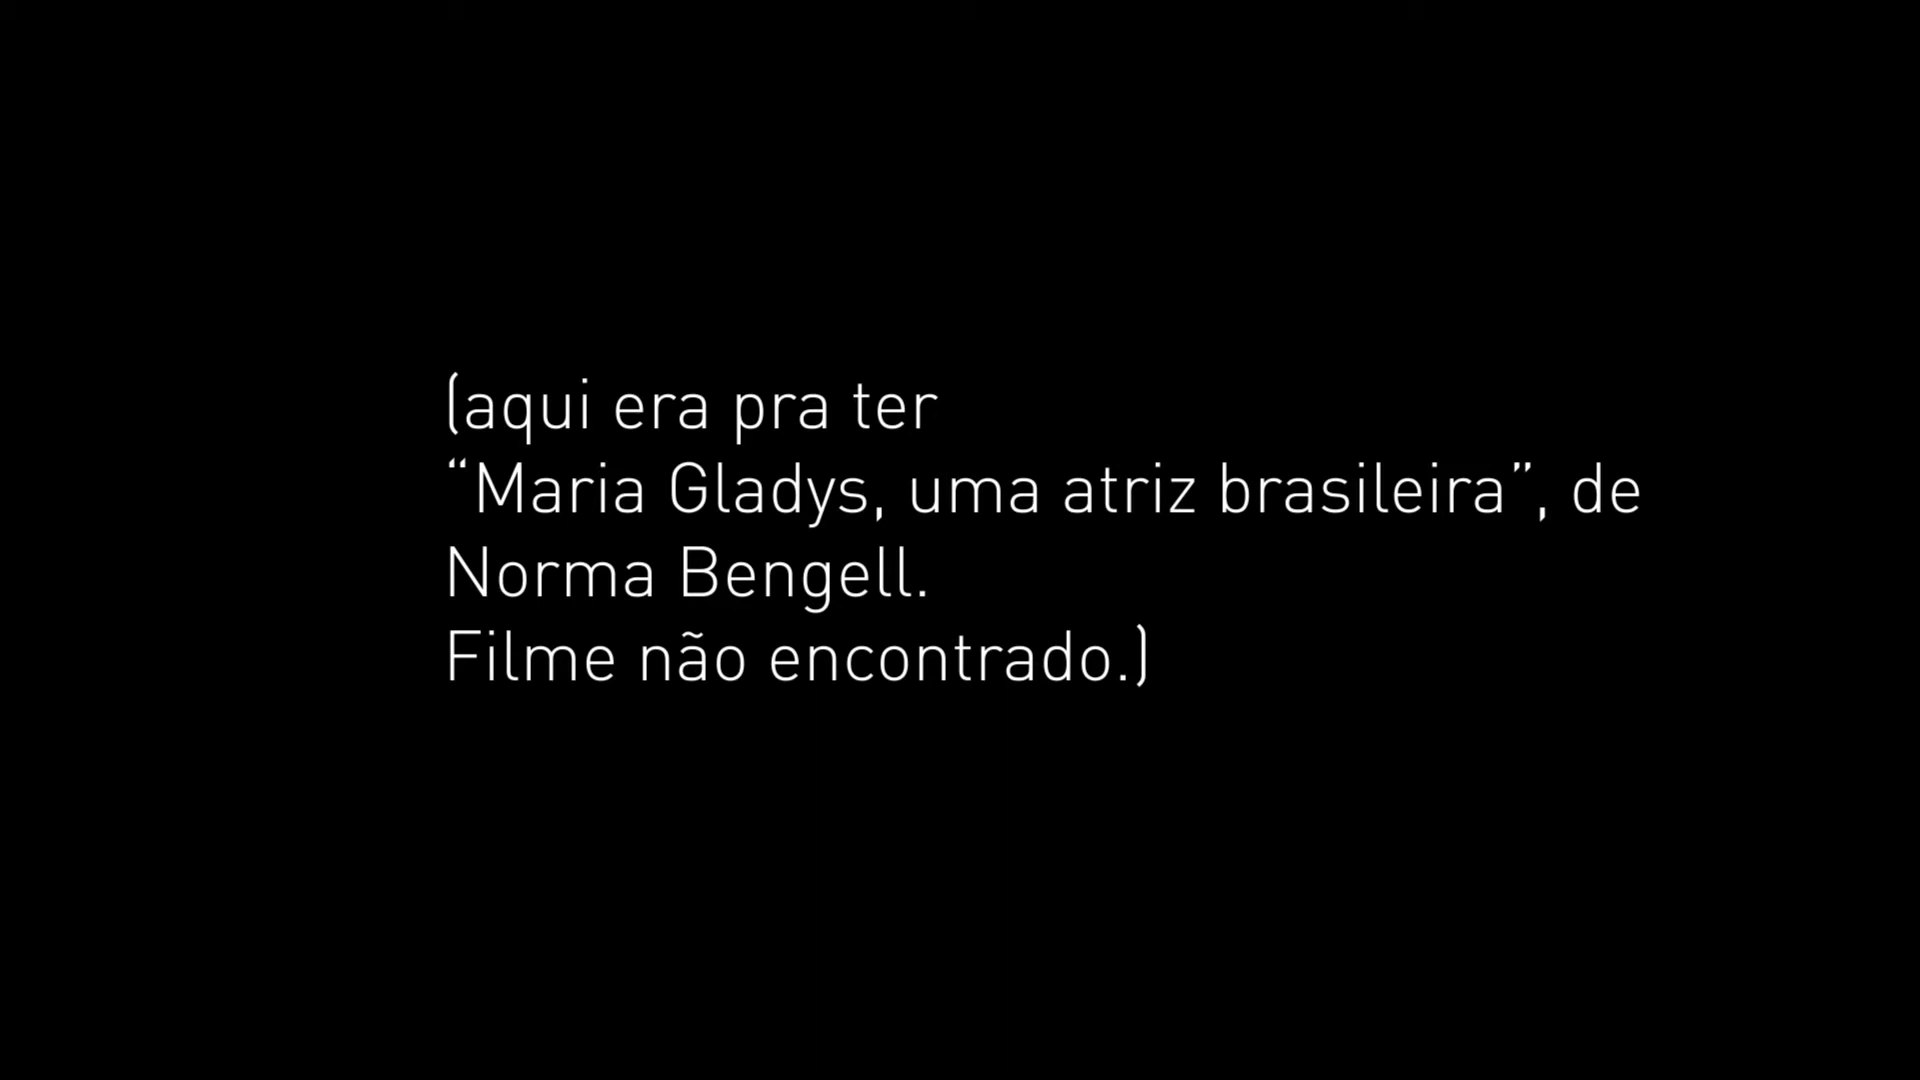 (aqui era pra ter
“Maria Gladys, uma atriz brasileira”, de
Norma Bengell.
Filme não encontrado.)